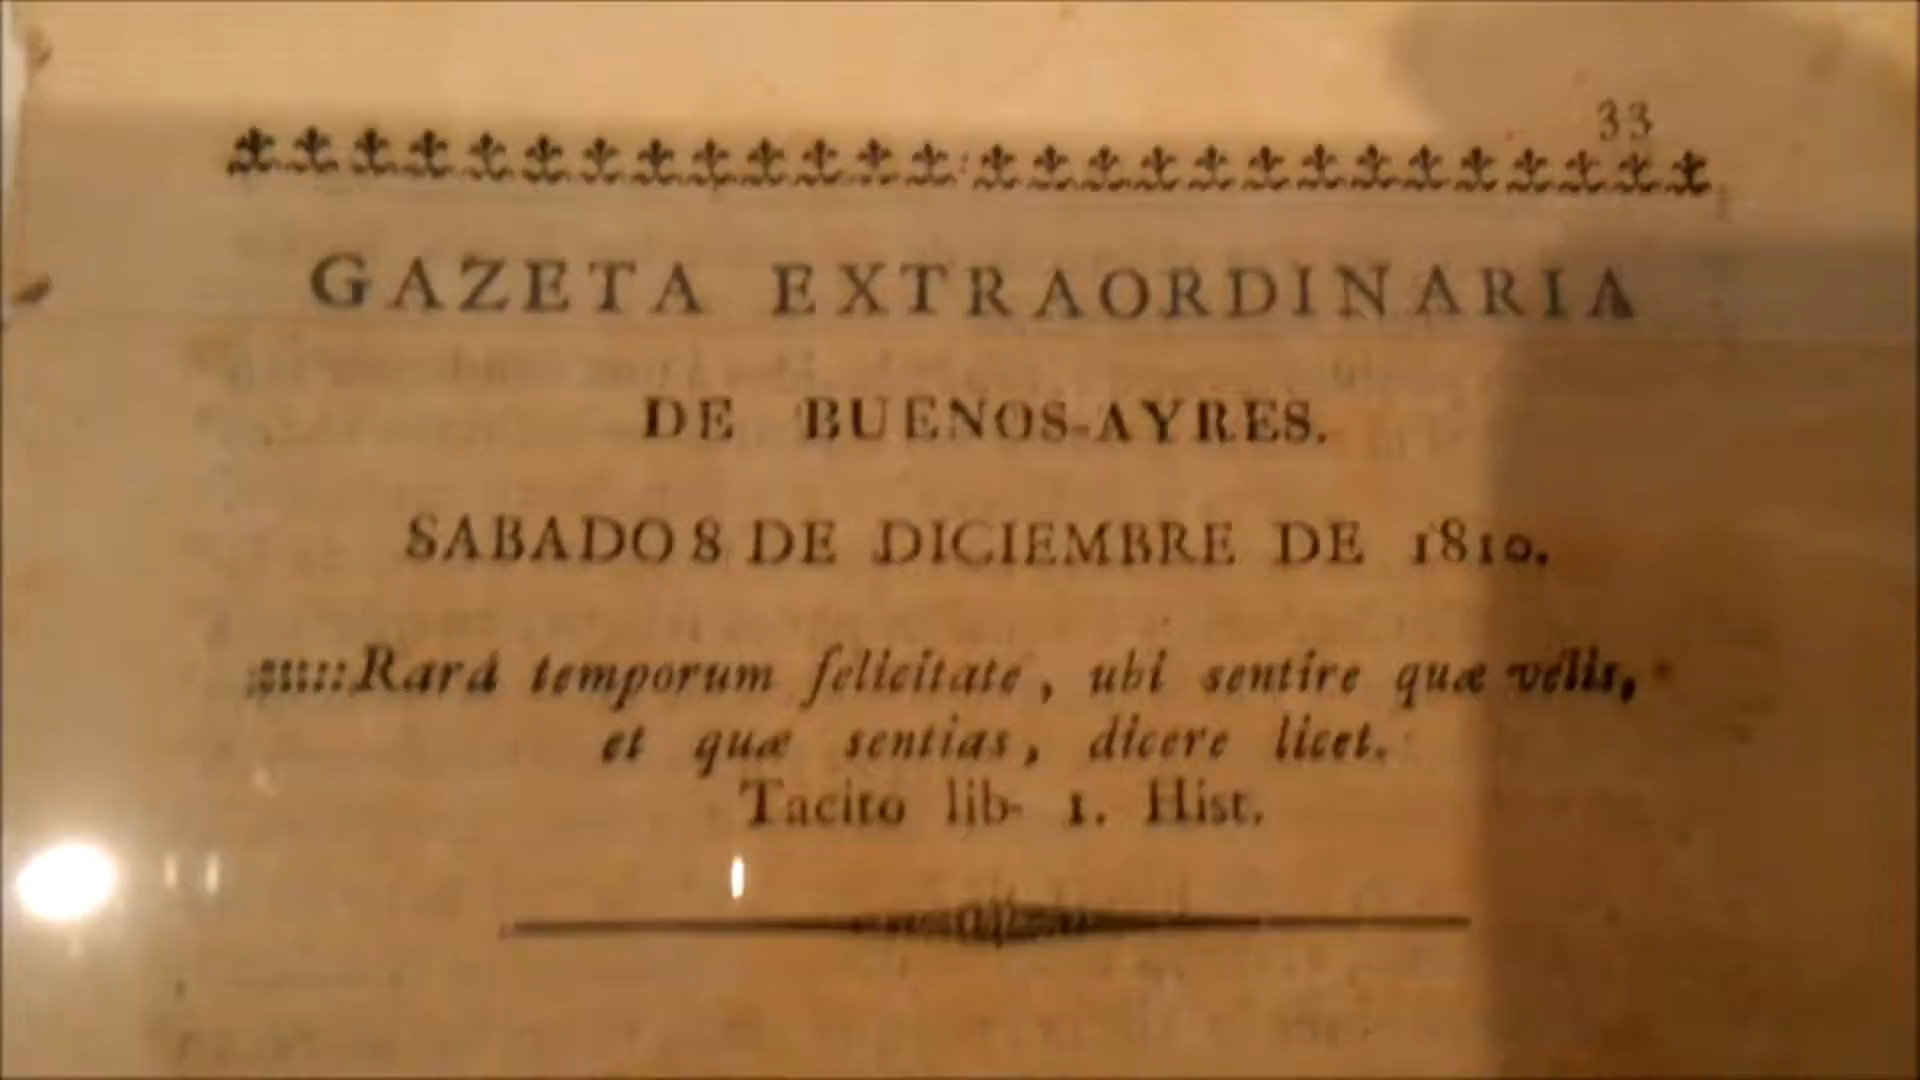 33
GAZETA EXTRAORDINARIA
DE BUENOS-AYRES.
SABADO 8 DE DICIEMBRE DE 1810.
:::::::Rará temporum felicitate, ubi sentire quæ velis,
et quæ sentias, dicere licet.
Tacito lib- 1. Hist.